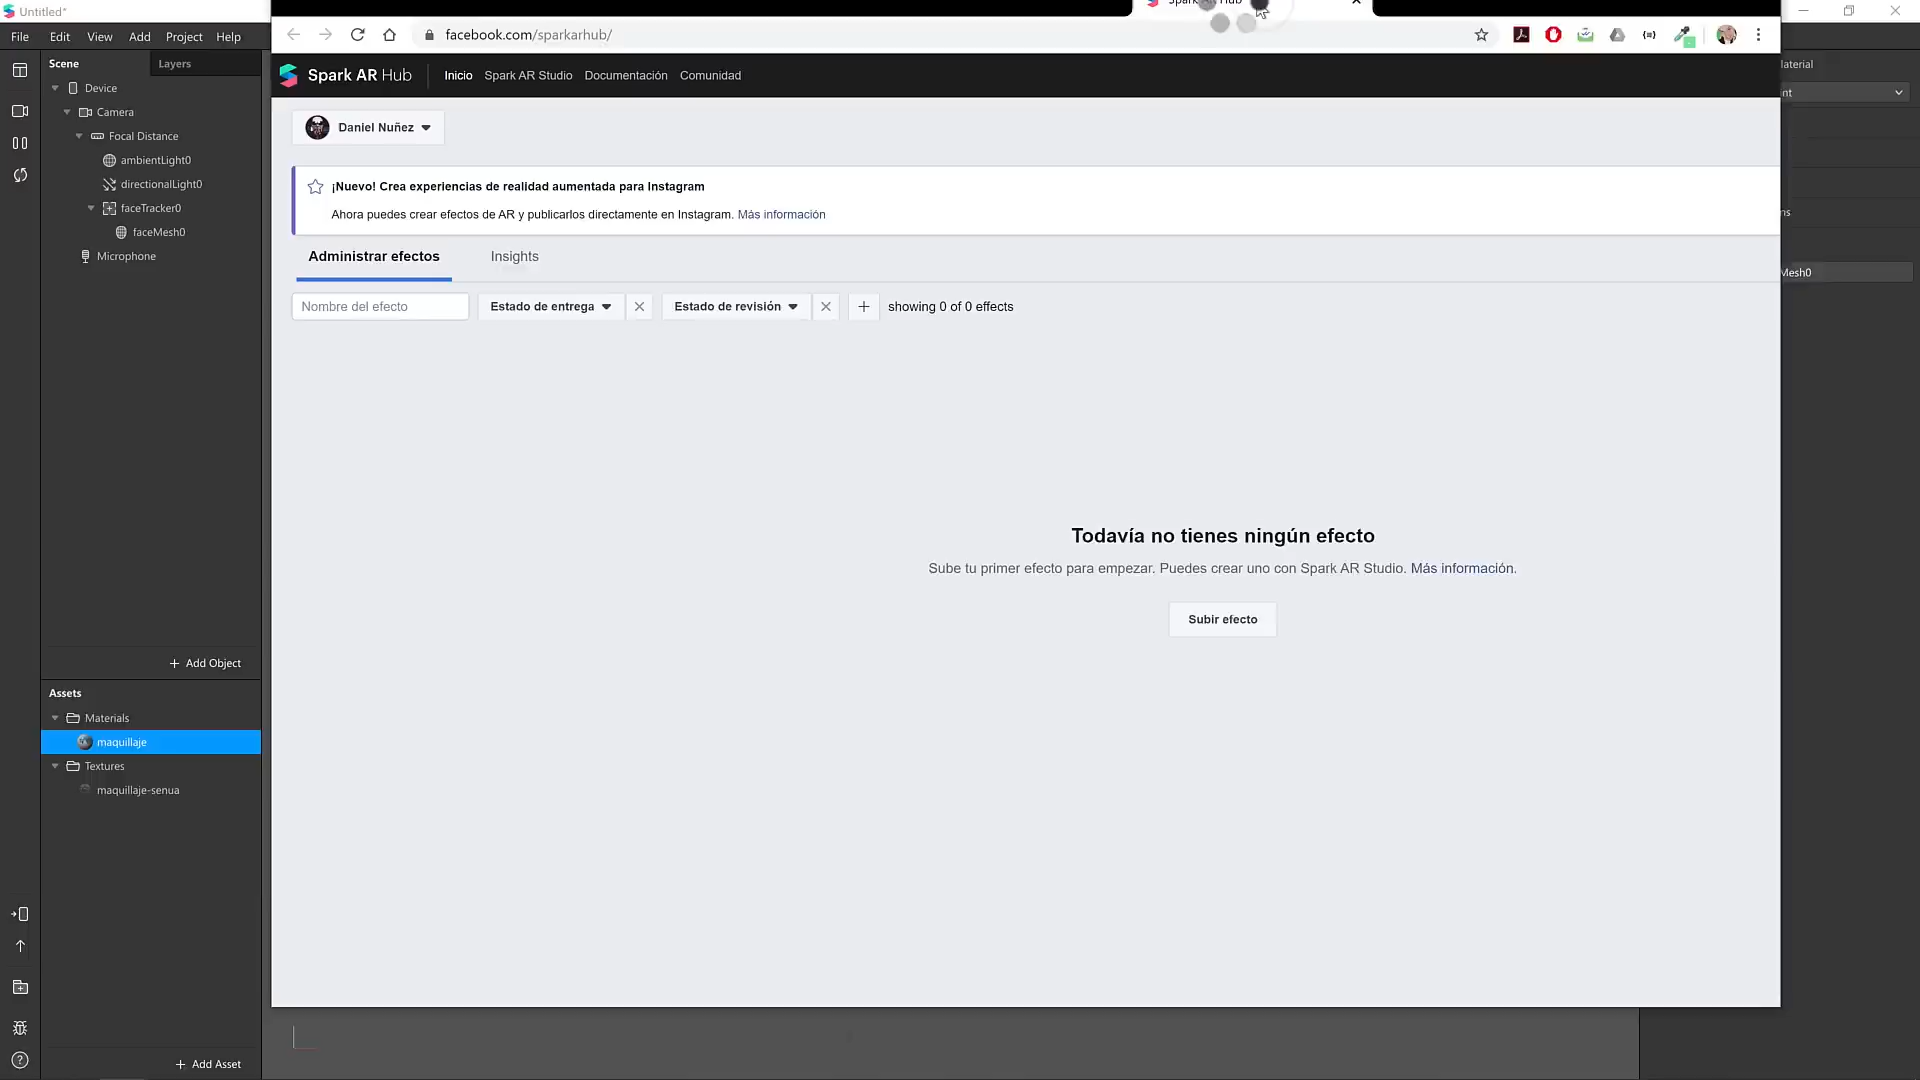 Untitled*
File Edit View Add Project Help
Scene
Layers
Device
Camera
Focal Distance
ambientLight0
directionalLight0
faceTracker0
faceMesh0
Microphone
Add Object
Assets
Materials
maquillaje
Textures
maquillaje-senua
Add Asset
facebook.com/sparkarhub/
Spark AR Hub
Inicio
Spark AR Studio
Documentación
Comunidad
Daniel Nuñez
¡Nuevo! Crea experiencias de realidad aumentada para Instagram
Ahora puedes crear efectos de AR y publicarlos directamente en Instagram. Más información
Administrar efectos
Insights
Nombre del efecto
Estado de entrega
Estado de revisión
showing 0 of 0 effects
Todavía no tienes ningún efecto
Sube tu primer efecto para empezar. Puedes crear uno con Spark AR Studio. Más información.
Subir efecto
aterial
nt
ns
Mesh0